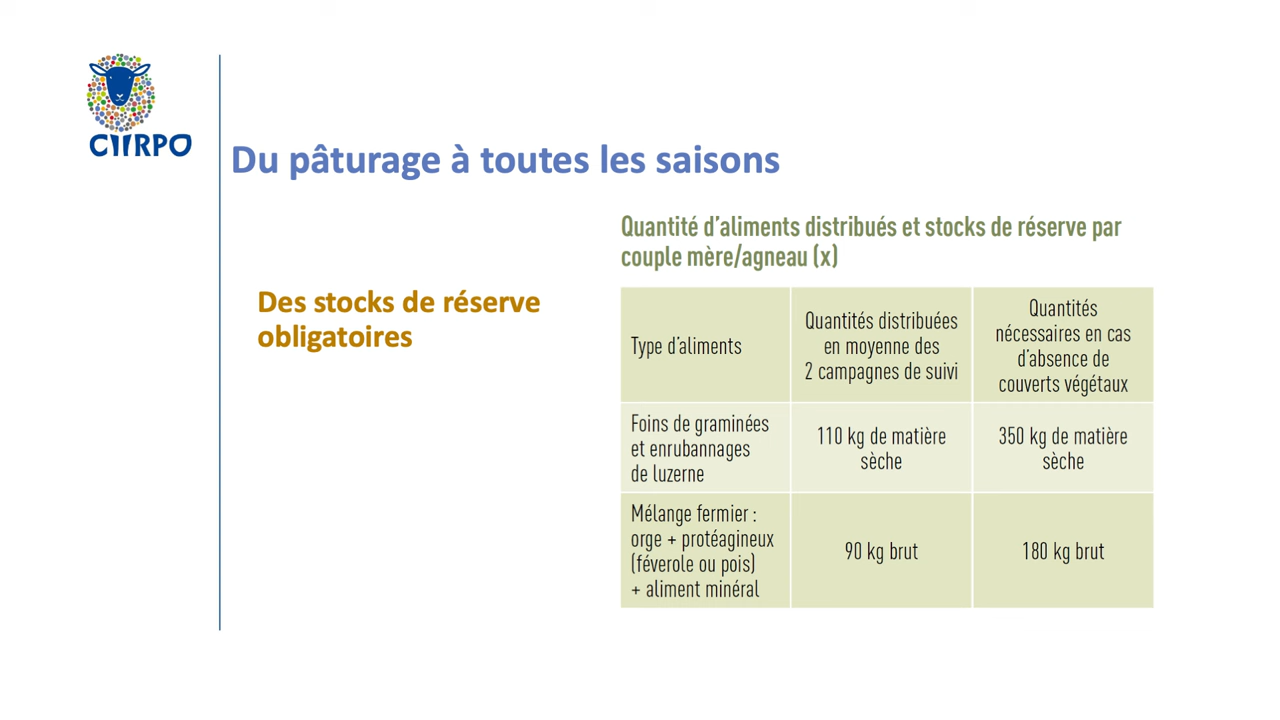 CIIRPO
Du pâturage à toutes les saisons
Des stocks de réserve
obligatoires
Quantité d’aliments distribués et stocks de réserve par
couple mère/agneau (x)
Type d’aliments
Quantités distribuées
en moyenne des
2 campagnes de suivi
Quantités
nécessaires en cas
d’absence de
couverts végétaux
Foins de graminées
et enrubannages
de luzerne
110 kg de matière
sèche
350 kg de matière
sèche
Mélange fermier :
orge + protéagineux
(féverole ou pois)
+ aliment minéral
90 kg brut
180 kg brut